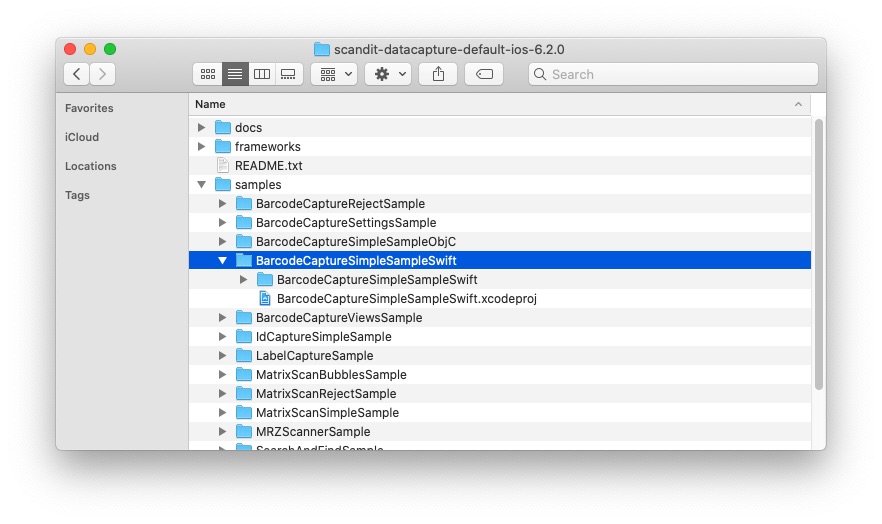 scandit-datacapture-default-ios-6.2.0
Search
Favorites
iCloud
Locations
Tags
Name
docs
frameworks
README.txt
samples
BarcodeCaptureRejectSample
BarcodeCaptureSettingsSample
BarcodeCaptureSimpleSampleObjC
BarcodeCaptureSimpleSampleSwift
BarcodeCaptureSimpleSampleSwift
BarcodeCaptureSimpleSampleSwift.xcodeproj
BarcodeCaptureViewsSample
IdCaptureSimpleSample
LabelCaptureSample
MatrixScanBubblesSample
MatrixScanRejectSample
MatrixScanSimpleSample
MRZScannerSample
SearchAndFindSample